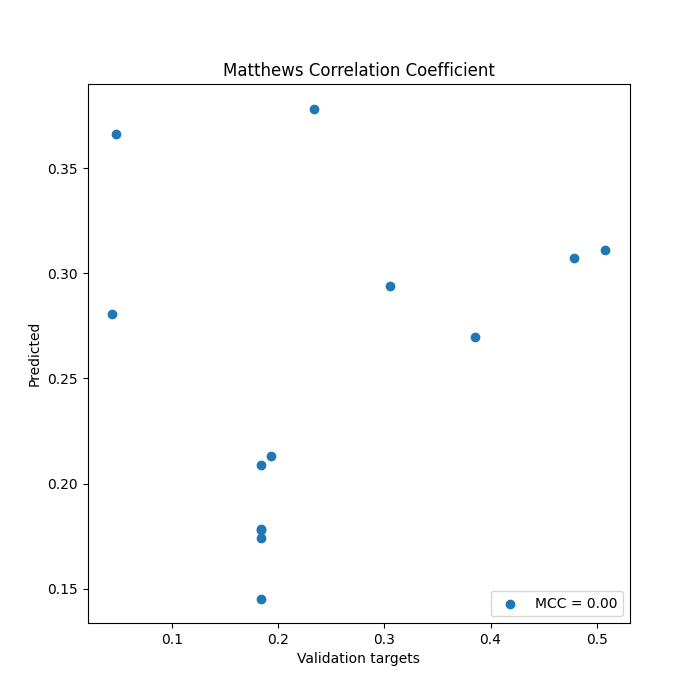 Matthews Correlation Coefficient
0.35
0.30
0.25
0.20
0.15
Predicted
MCC = 0.00
0.1 0.2 0.3 0.4 0.5
Validation targets